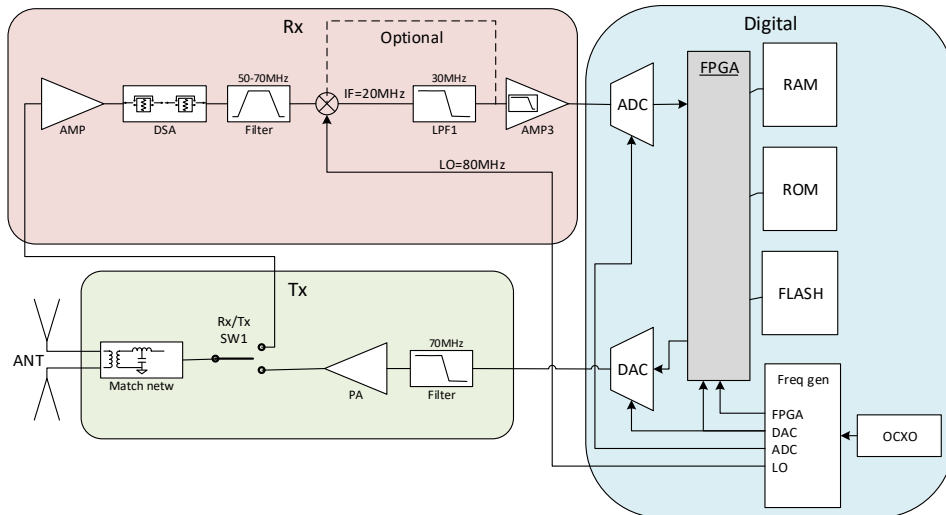 Rx
Digital
Optional
FPGA
RAM
50-70MHz
30MHz
IF=20MHz
ADC
AMP
DSA
Filter
LPF1
AMP3
LO=80MHz
ROM
Tx
FLASH
Rx/Tx
SW1
ANT
70MHz
DAC
Match netw
PA
Filter
Freq gen
FPGA
DAC
ADC
LO
OCXO